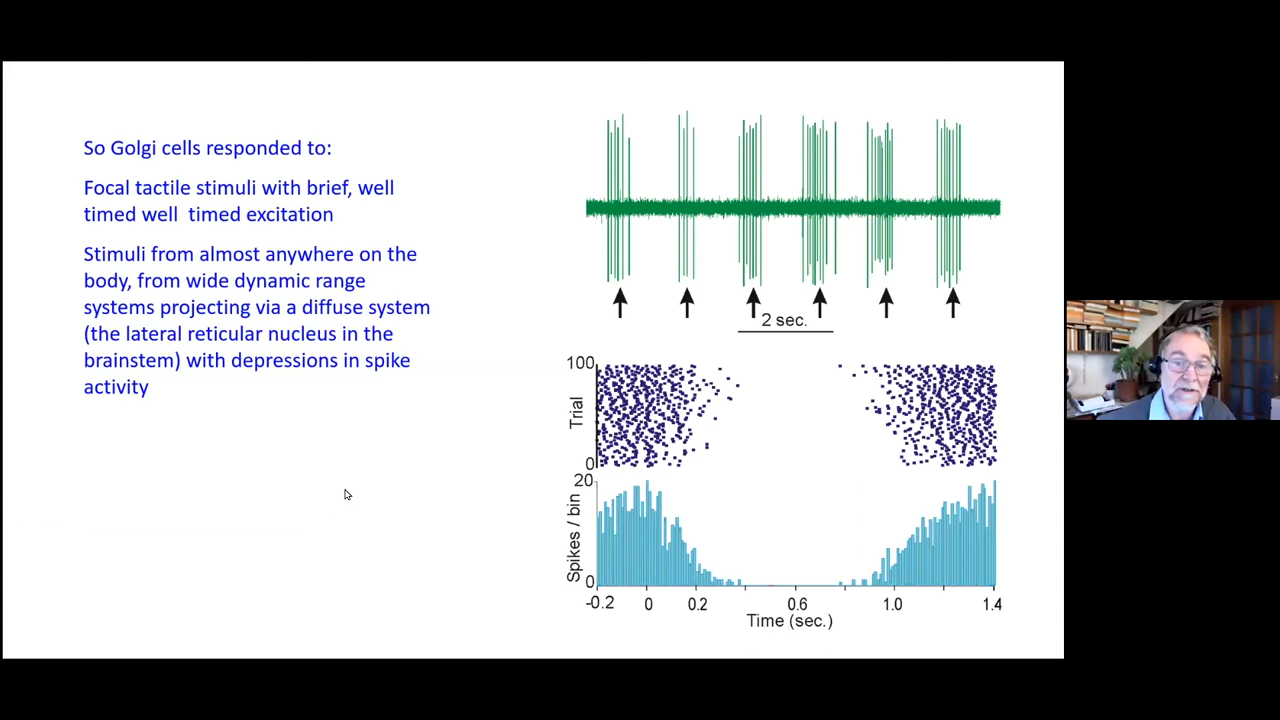 So Golgi cells responded to:
Focal tactile stimuli with brief, well
timed well  timed excitation
Stimuli from almost anywhere on the
body, from wide dynamic range
systems projecting via a diffuse system
(the lateral reticular nucleus in the
brainstem) with depressions in spike
activity
2 sec.
100
Trial
0
20
Spikes / bin
0
-0.2 0 0.2 0.6 1.0 1.4
Time (sec.)